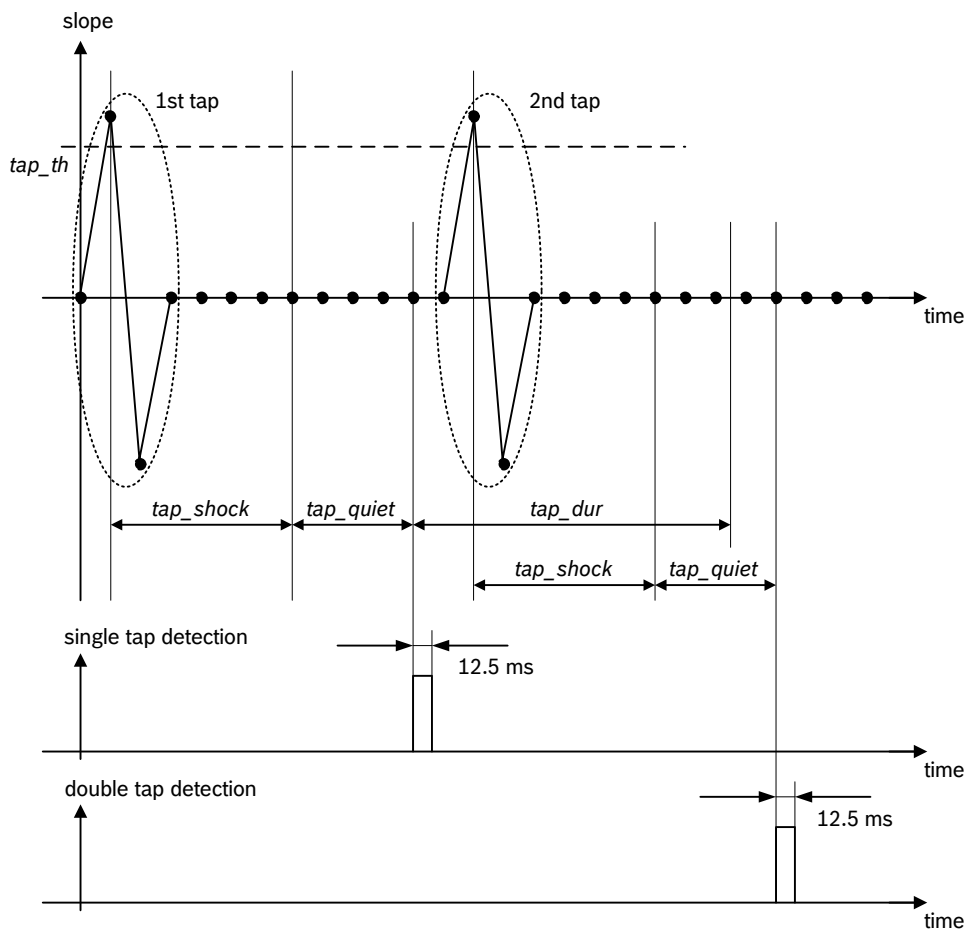 slope
1st tap
2nd tap
tap_th
time
tap_shock
tap_quiet
tap_dur
tap_shock
tap_quiet
single tap detection
12.5 ms
time
double tap detection
12.5 ms
time